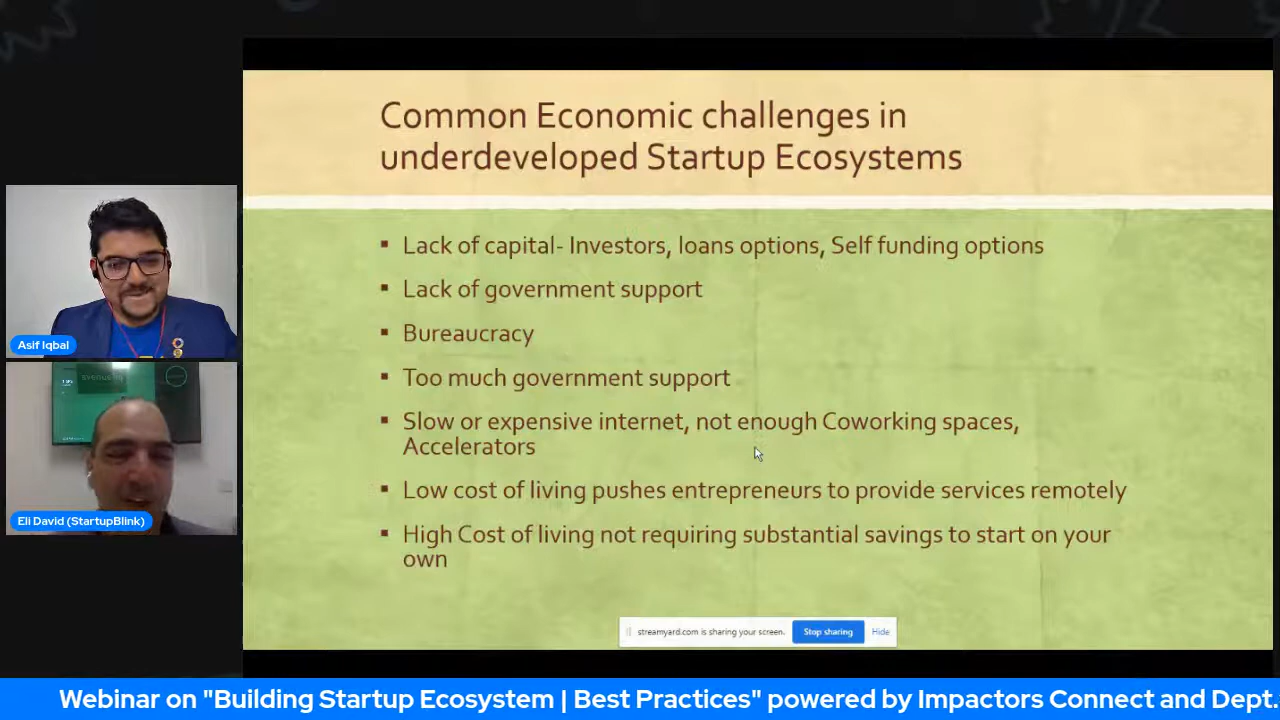 Common Economic challenges in
underdeveloped Startup Ecosystems
▪ Lack of capital- Investors, loans options, Self funding options
▪ Lack of government support
▪ Bureaucracy
▪ Too much government support
▪ Slow or expensive internet, not enough Coworking spaces,
Accelerators
▪ Low cost of living pushes entrepreneurs to provide services remotely
▪ High Cost of living not requiring substantial savings to start on your
own
Asif Iqbal
Eli David (StartupBlink)
streamyard.com is sharing your screen.
Stop sharing
Hide
Webinar on "Building Startup Ecosystem | Best Practices" powered by Impactors Connect and Dept.